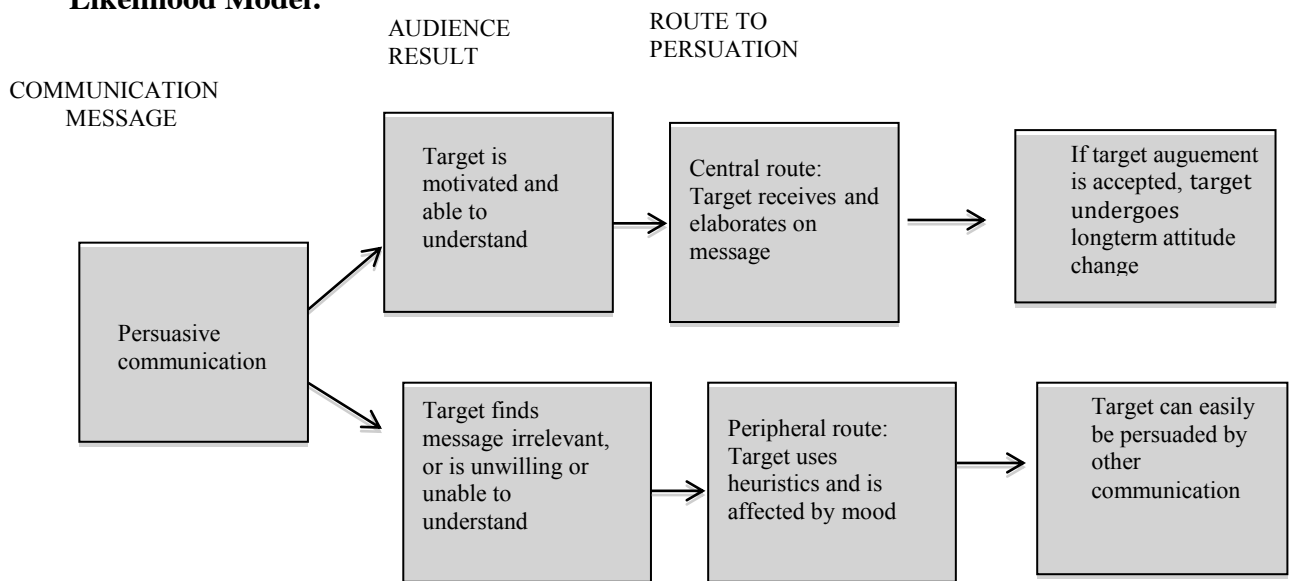 Likelihood Model.
AUDIENCE
RESULT
ROUTE TO
PERSUATION
COMMUNICATION
MESSAGE
Target is
motivated and
able to
understand
Central route:
Target receives and
elaborates on
message
If target auguement
is accepted, target
undergoes
longterm attitude
change
Persuasive
communication
Target finds
message irrelevant,
or is unwilling or
unable to
understand
Peripheral route:
Target uses
heuristics and is
affected by mood
Target can easily
be persuaded by
other
communication